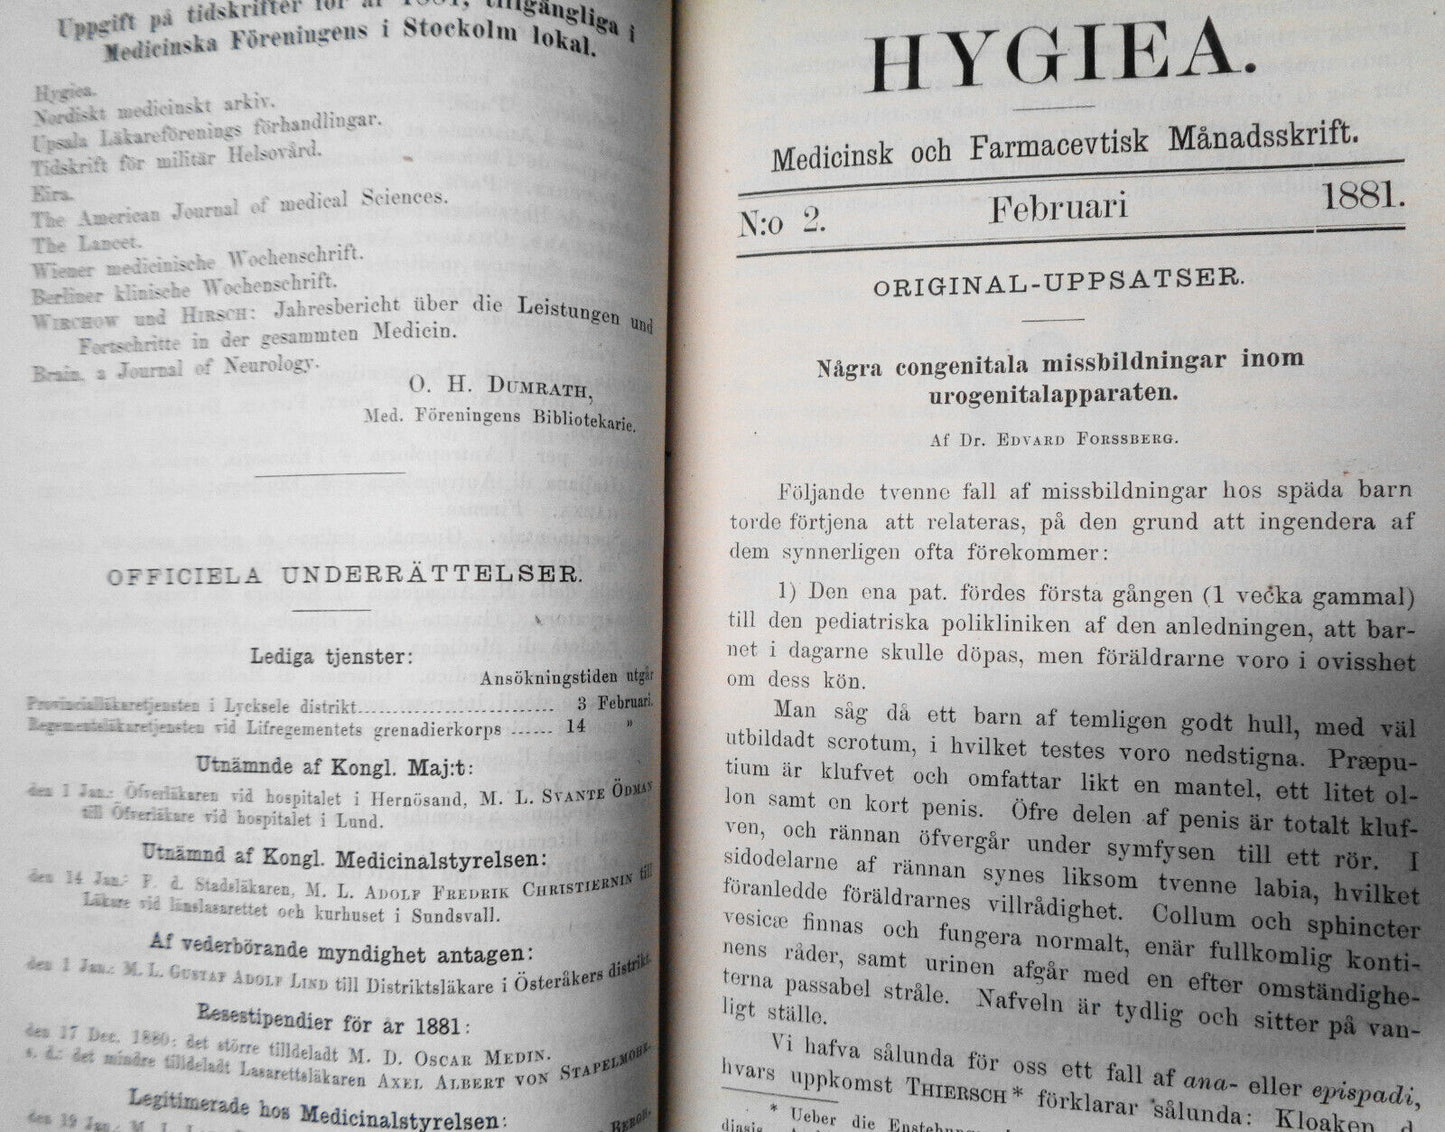 Uppgift på tidskrifter för år 1881, tillgängliga i
Medicinska Föreningens i Stockolm lokal.
Hygiea.
Nordiskt medicinskt arkiv.
Upsala Läkareförenings förhandlingar.
Tidskrift för militär Helsovård.
Eira.
The American Journal of medical Sciences.
The Lancet.
Wiener medicinische Wochenschrift.
Berliner klinische Wochenschrift.
WIRCHOW und HIRSCH: Jahresbericht über die Leistungen und
Fortschritte in der gesammten Medicin.
Brain, a Journal of Neurology.
O. H. DUMRATH,
Med. Föreningens Bibliotekarie.
OFFICIELA UNDERRÄTTELSER.
Lediga tjenster:
Ansökningstiden utgår
Provincialläkaretjensten i Lycksele distrikt 3 Februari.
Regementsläkaretjensten vid Lifregementets grenadierkorps 14 »
Utnämnde af Kongl. Maj:t:
den 1 Jan.: Öfverläkaren vid hospitalet i Hernösand, M. L. SVANTE ÖDMAN
till Öfverläkare vid hospitalet i Lund.
Utnämnd af Kongl. Medicinalstyrelsen:
den 14 Jan.: F. d. Stadsläkaren, M. L. ADOLF FREDRIK CHRISTIERNIN till
Läkare vid länslasarettet och kurhuset i Sundsvall.
Af vederbörande myndighet antagen:
den 1 Jan.: M. L. GUSTAF ADOLF LIND till Distriktsläkare i Österåkers distrikt.
Resestipendier för år 1881:
den 17 Dec. 1880: det större tilldeladt M. D. OSCAR MEDIN.
s. d.: det mindre tilldeladt Lasarettsläkaren AXEL ALBERT VON STAPELMOHR.
Legitimerade hos Medicinalstyrelsen:
den 19 Jan.: M. L.
HYGIEA.
Medicinsk och Farmacevtisk Månadsskrift.
N:o 2. Februari 1881.
ORIGINAL-UPPSATSER.
Några congenitala missbildningar inom
urogenitalapparaten.
Af Dr. EDVARD FORSSBERG.
Följande tvenne fall af missbildningar hos späda barn
torde förtjena att relateras, på den grund att ingendera af
dem synnerligen ofta förekommer:
1) Den ena pat. fördes första gången (1 vecka gammal)
till den pediatriska polikliniken af den anledningen, att bar-
net i dagarne skulle döpas, men föräldrarne voro i ovisshet
om dess kön.
Man såg då ett barn af temligen godt hull, med väl
utbildadt scrotum, i hvilket testes voro nedstigna. Præpu-
tium är klufvet och omfattar likt en mantel, ett litet ol-
lon samt en kort penis. Öfre delen af penis är totalt kluf-
ven, och rännan öfvergår under symfysen till ett rör. I
sidodelarne af rännan synes liksom tvenne labia, hvilket
föranledde föräldrarnes villrådighet. Collum och sphincter
vesicæ finnas och fungera normalt, enär fullkomlig konti-
nens råder, samt urinen afgår med en efter omständighe-
terna passabel stråle. Nafveln är tydlig och sitter på van-
ligt ställe.
Vi hafva sålunda för oss ett fall af ana- eller epispadi,
hvars uppkomst THIERSCH* förklarar sålunda: Kloaken d
* Ueber die Enstehung